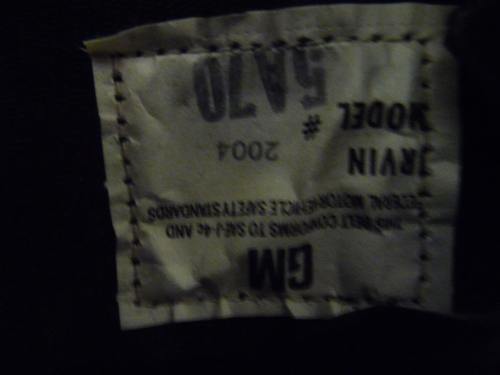 GM
THIS BELT CONFORMS TO SAE J-4c AND
FEDERAL MOTOR VEHICLE SAFETY STANDARDS
IRVIN 2004
MODEL #
5A70